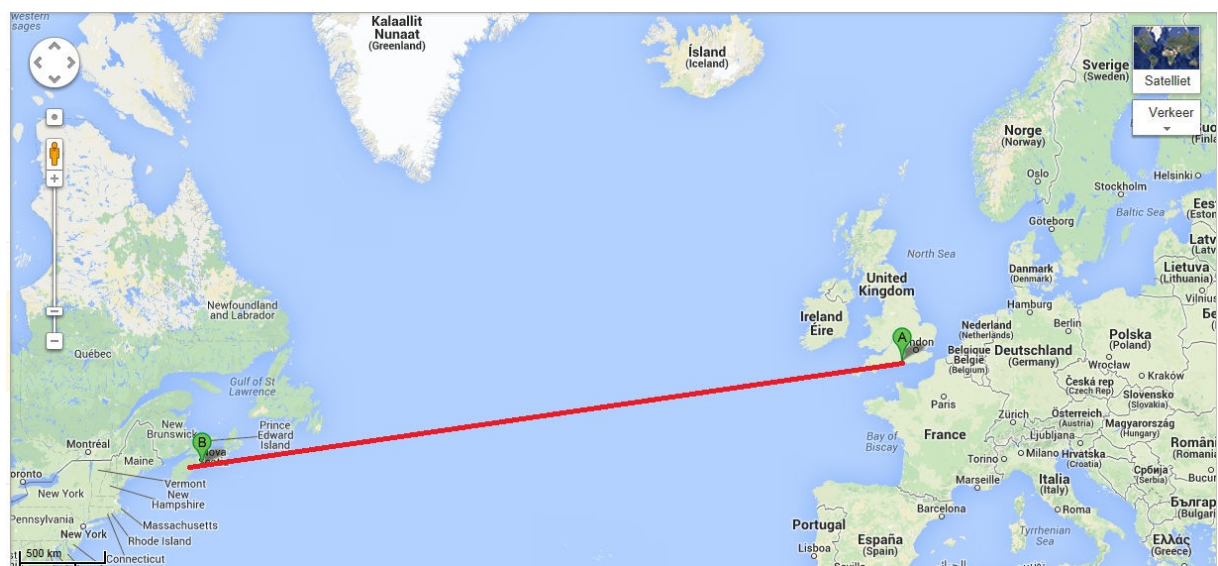 western
sages
Kalaallit
Nunaat
(Greenland)
Ísland
(Iceland)
Sverige
(Sweden)
Satelliet
Verkeer
Norge
(Norway)
Oslo
Stockholm
Helsinki
Göteborg
Baltic Sea
North Sea
Danmark
(Denmark)
Lietuva
(Lithuania)
Vilnius
United
Kingdom
Ireland
Éire
Hamburg
Nederland
(Netherlands)
Berlin
Polska
(Poland)
A
België
Belgique
(Belgium)
Deutschland
(Germany)
Wrocław
Kraków
Česká rep
(Czech Rep)
Slovensko
(Slovakia)
Newfoundland
and Labrador
Québec
Gulf of St
Lawrence
Paris
Zürich
Österreich
(Austria)
Magyarország
(Hungary)
New
Brunswick
Prince
Edward
Island
B
Bay of
Biscay
France
Ljubljana
Torino
Milano
Hrvatska
(Croatia)
Montréal
Maine
Marseille
Italia
(Italy)
Србија
(Serbia)
Vermont
New
Hampshire
New York
Pennsylvania
Massachusetts
New York
Rhode Island
Connecticut
Barcelona
Roma
Portugal
Lisboa
España
(Spain)
Tyrrhenian
Sea
Ελλάς
(Greece)
500 km